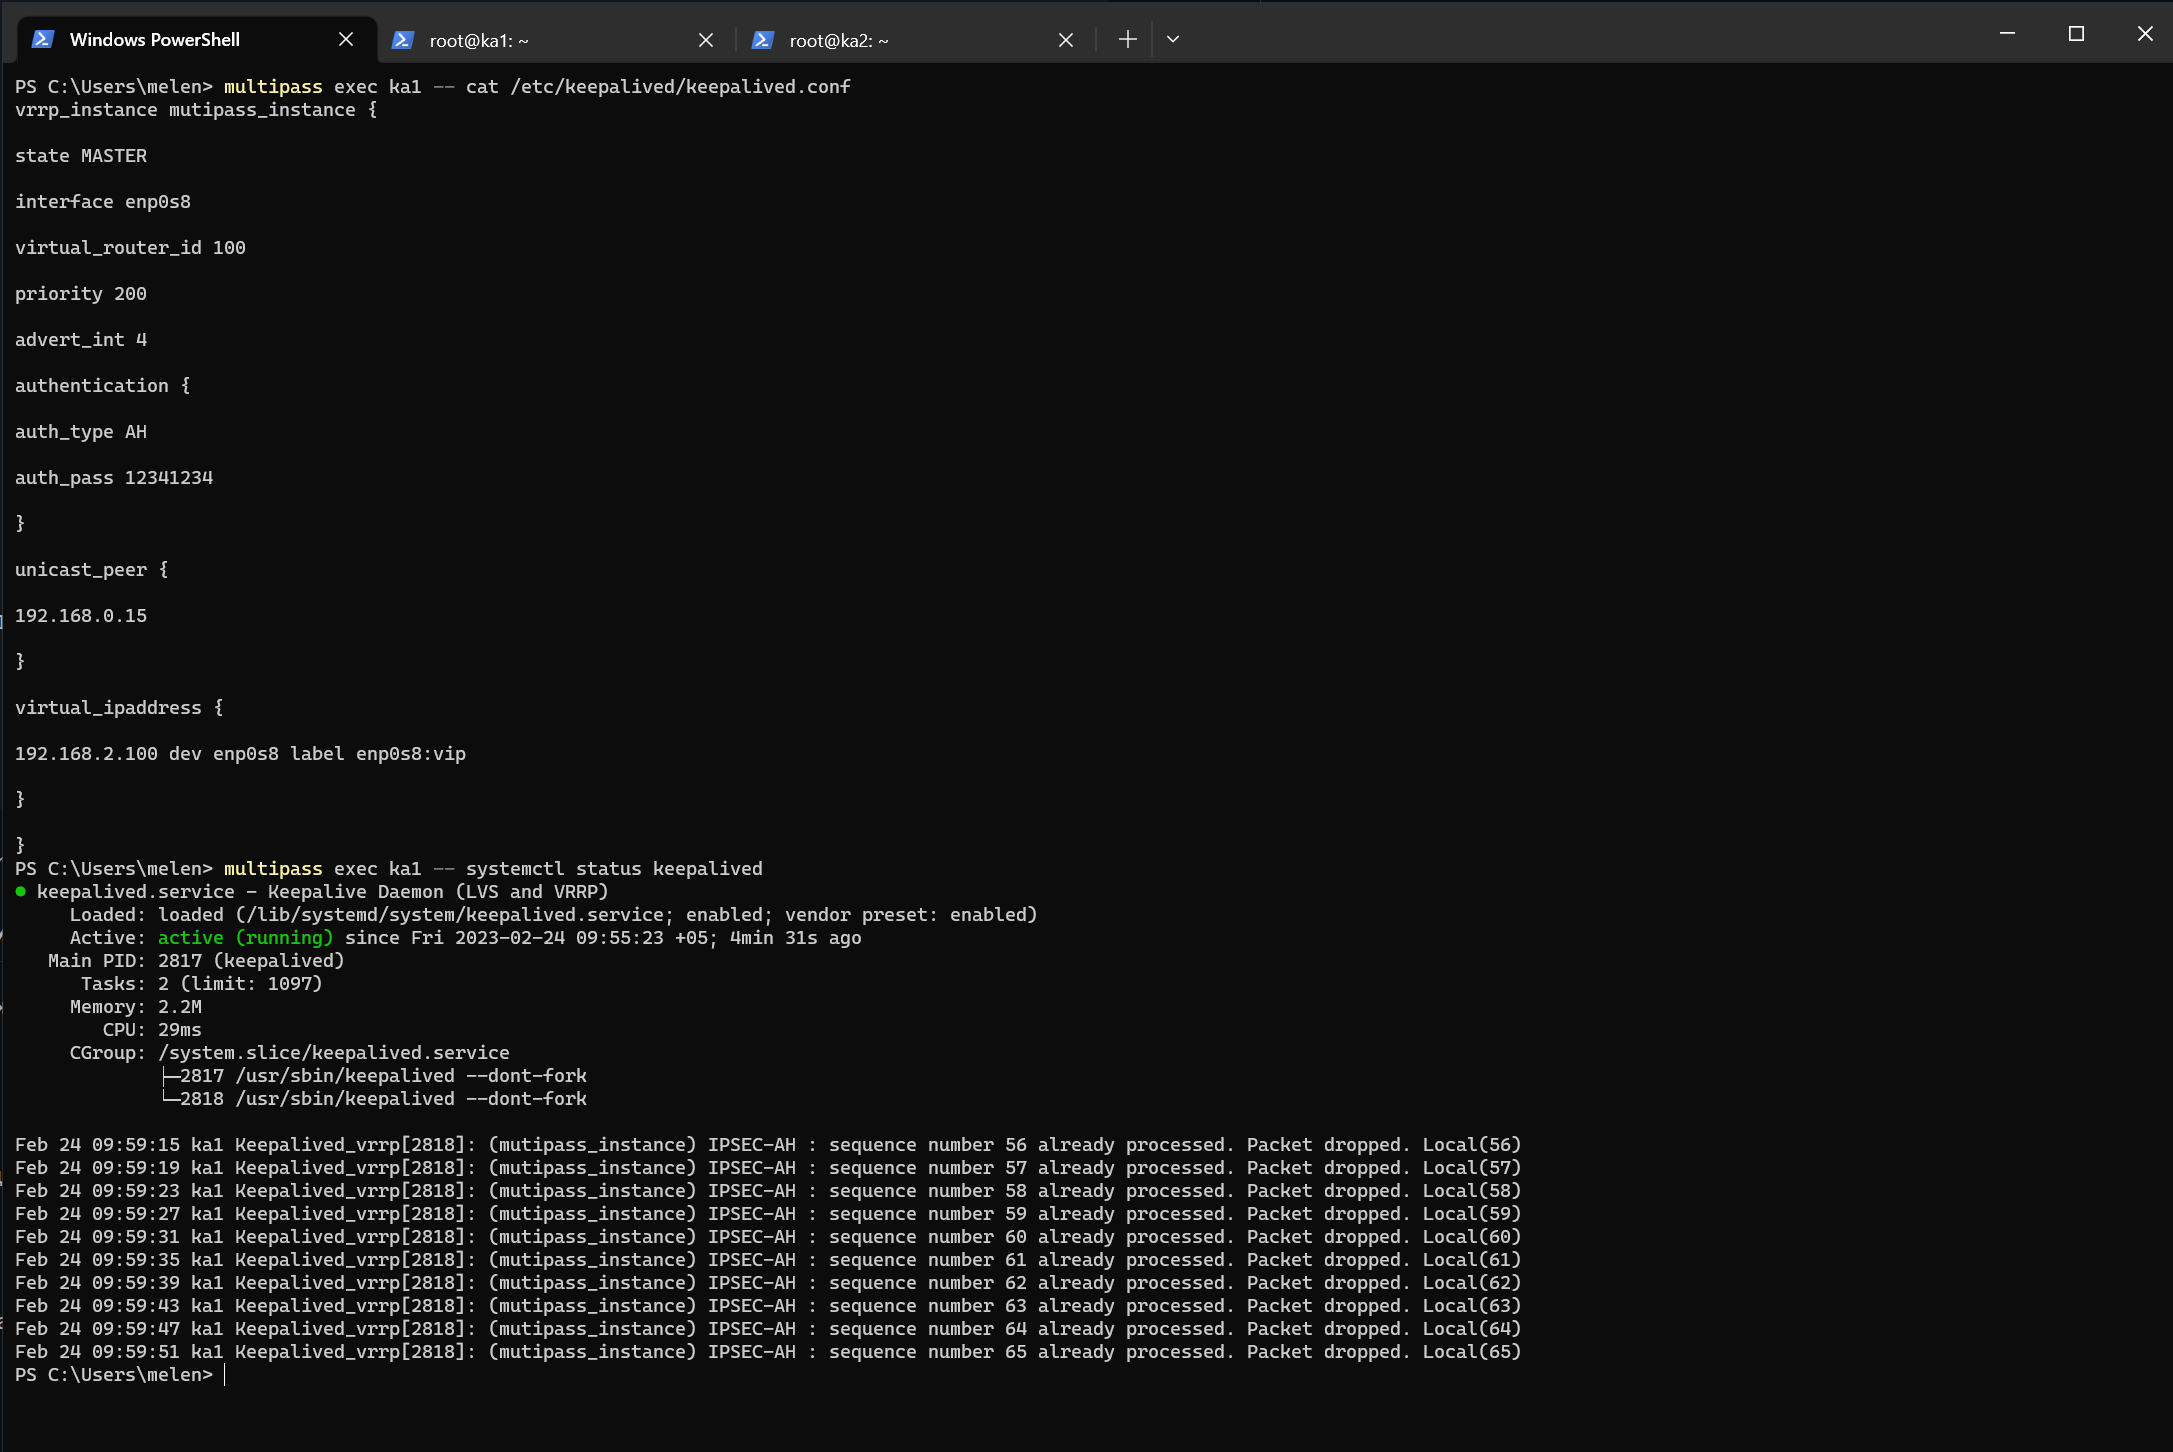 Windows PowerShell
root@ka1: ~
root@ka2: ~
PS C:\Users\melen> multipass exec ka1 -- cat /etc/keepalived/keepalived.conf
vrrp_instance mutipass_instance {
state MASTER
interface enp0s8
virtual_router_id 100
priority 200
advert_int 4
authentication {
auth_type AH
auth_pass 12341234
}
unicast_peer {
192.168.0.15
}
virtual_ipaddress {
192.168.2.100 dev enp0s8 label enp0s8:vip
}
}
PS C:\Users\melen> multipass exec ka1 -- systemctl status keepalived
● keepalived.service - Keepalive Daemon (LVS and VRRP)
Loaded: loaded (/lib/systemd/system/keepalived.service; enabled; vendor preset: enabled)
Active: active (running) since Fri 2023-02-24 09:55:23 +05; 4min 31s ago
Main PID: 2817 (keepalived)
Tasks: 2 (limit: 1097)
Memory: 2.2M
CPU: 29ms
CGroup: /system.slice/keepalived.service
├─2817 /usr/sbin/keepalived --dont-fork
└─2818 /usr/sbin/keepalived --dont-fork
Feb 24 09:59:15 ka1 Keepalived_vrrp[2818]: (mutipass_instance) IPSEC-AH : sequence number 56 already processed. Packet dropped. Local(56)
Feb 24 09:59:19 ka1 Keepalived_vrrp[2818]: (mutipass_instance) IPSEC-AH : sequence number 57 already processed. Packet dropped. Local(57)
Feb 24 09:59:23 ka1 Keepalived_vrrp[2818]: (mutipass_instance) IPSEC-AH : sequence number 58 already processed. Packet dropped. Local(58)
Feb 24 09:59:27 ka1 Keepalived_vrrp[2818]: (mutipass_instance) IPSEC-AH : sequence number 59 already processed. Packet dropped. Local(59)
Feb 24 09:59:31 ka1 Keepalived_vrrp[2818]: (mutipass_instance) IPSEC-AH : sequence number 60 already processed. Packet dropped. Local(60)
Feb 24 09:59:35 ka1 Keepalived_vrrp[2818]: (mutipass_instance) IPSEC-AH : sequence number 61 already processed. Packet dropped. Local(61)
Feb 24 09:59:39 ka1 Keepalived_vrrp[2818]: (mutipass_instance) IPSEC-AH : sequence number 62 already processed. Packet dropped. Local(62)
Feb 24 09:59:43 ka1 Keepalived_vrrp[2818]: (mutipass_instance) IPSEC-AH : sequence number 63 already processed. Packet dropped. Local(63)
Feb 24 09:59:47 ka1 Keepalived_vrrp[2818]: (mutipass_instance) IPSEC-AH : sequence number 64 already processed. Packet dropped. Local(64)
Feb 24 09:59:51 ka1 Keepalived_vrrp[2818]: (mutipass_instance) IPSEC-AH : sequence number 65 already processed. Packet dropped. Local(65)
PS C:\Users\melen>